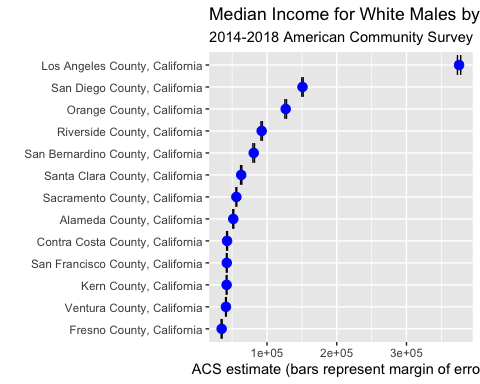 Median Income for White Males by
2014-2018 American Community Survey
Los Angeles County, California
San Diego County, California
Orange County, California
Riverside County, California
San Bernardino County, California
Santa Clara County, California
Sacramento County, California
Alameda County, California
Contra Costa County, California
San Francisco County, California
Kern County, California
Ventura County, California
Fresno County, California
1e+05 2e+05 3e+05
ACS estimate (bars represent margin of erro